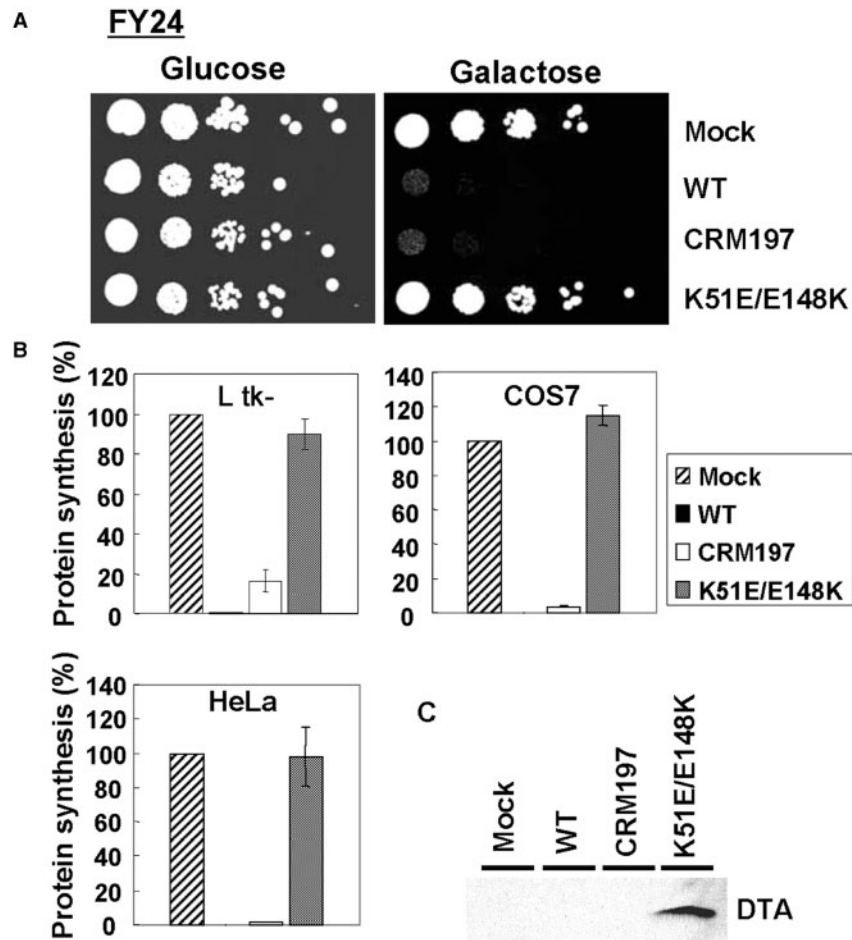 A
FY24
Glucose Galactose
Mock
WT
CRM197
K51E/E148K
B
Protein synthesis (%)
120
100
80
60
40
20
0
L tk-
140
120
100
80
60
40
20
0
COS7
Mock
WT
CRM197
K51E/E148K
Protein synthesis (%)
140
120
100
80
60
40
20
0
HeLa
C
Mock
WT
CRM197
K51E/E148K
DTA